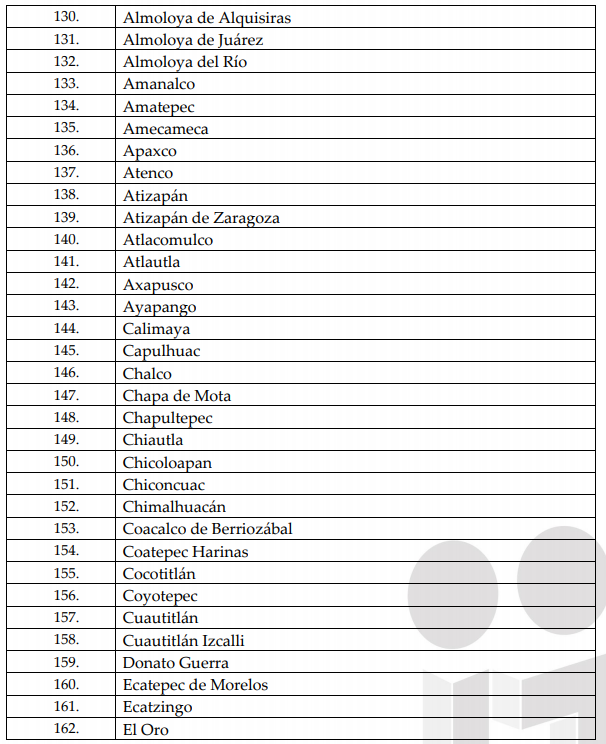 130. Almoloya de Alquisiras
131. Almoloya de Juárez
132. Almoloya del Río
133. Amanalco
134. Amatepec
135. Amecameca
136. Apaxco
137. Atenco
138. Atizapán
139. Atizapán de Zaragoza
140. Atlacomulco
141. Atlautla
142. Axapusco
143. Ayapango
144. Calimaya
145. Capulhuac
146. Chalco
147. Chapa de Mota
148. Chapultepec
149. Chiautla
150. Chicoloapan
151. Chiconcuac
152. Chimalhuacán
153. Coacalco de Berriozábal
154. Coatepec Harinas
155. Cocotitlán
156. Coyotepec
157. Cuautitlán
158. Cuautitlán Izcalli
159. Donato Guerra
160. Ecatepec de Morelos
161. Ecatzingo
162. El Oro